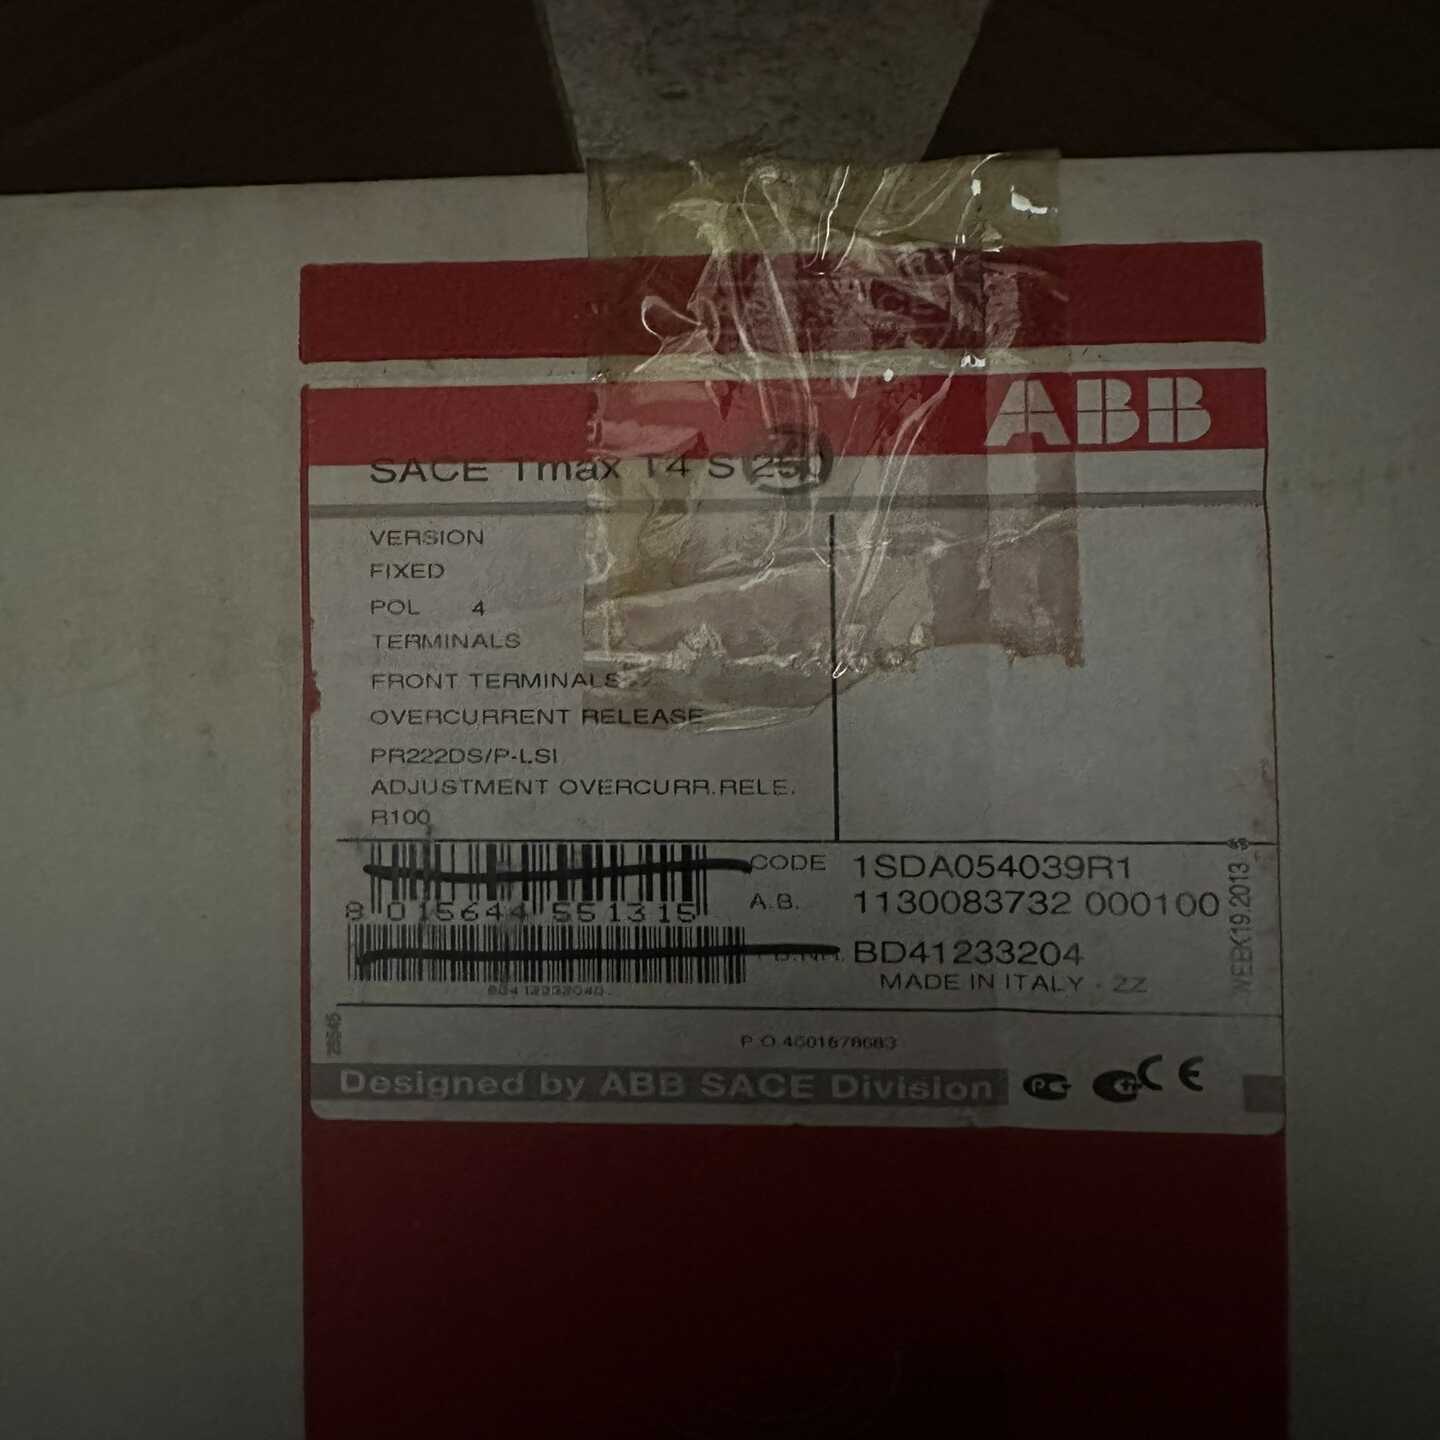 ABB
SACE Tmax T4 S 250
VERSION
FIXED
POL 4
TERMINALS
FRONT TERMINALS
OVERCURRENT RELEASE
PR222DS/P-LSI
ADJUSTMENT OVERCURR.RELE.
R100
CODE 1SDA054039R1
8 015644 551315
A.B. 1130083732 000100
BD41233204
MADE IN ITALY - ZZ
WEEK19.2013
P.O.4501678683
Designed by ABB SACE Division
CE